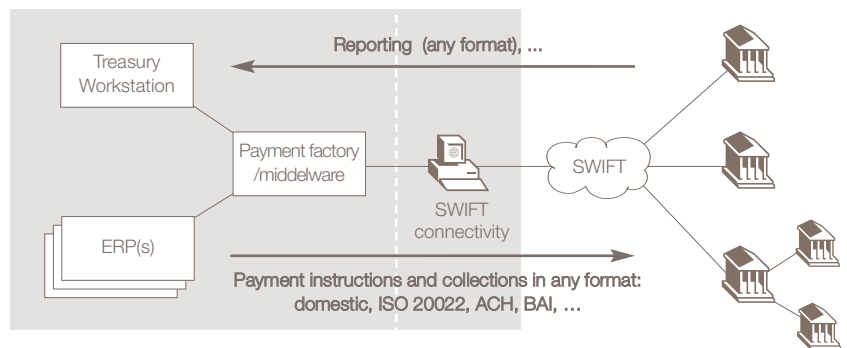 Reporting (any format), ...
Treasury
Workstation
Payment factory
/middelware
SWIFT
SWIFT
connectivity
ERP(s)
Payment instructions and collections in any format:
domestic, ISO 20022, ACH, BAI, ...